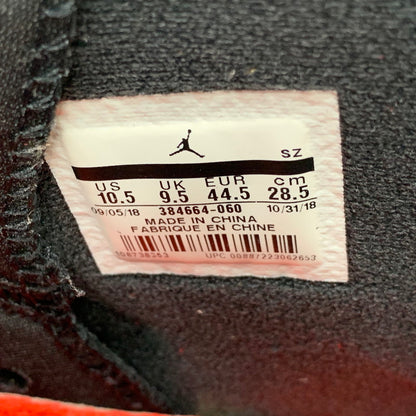 SZ
US UK EUR cm
10.5 9.5 44.5 28.5
09/05/18 384664-060 10/31/18
MADE IN CHINA
FABRIQUE EN CHINE
UPC 00887223062653